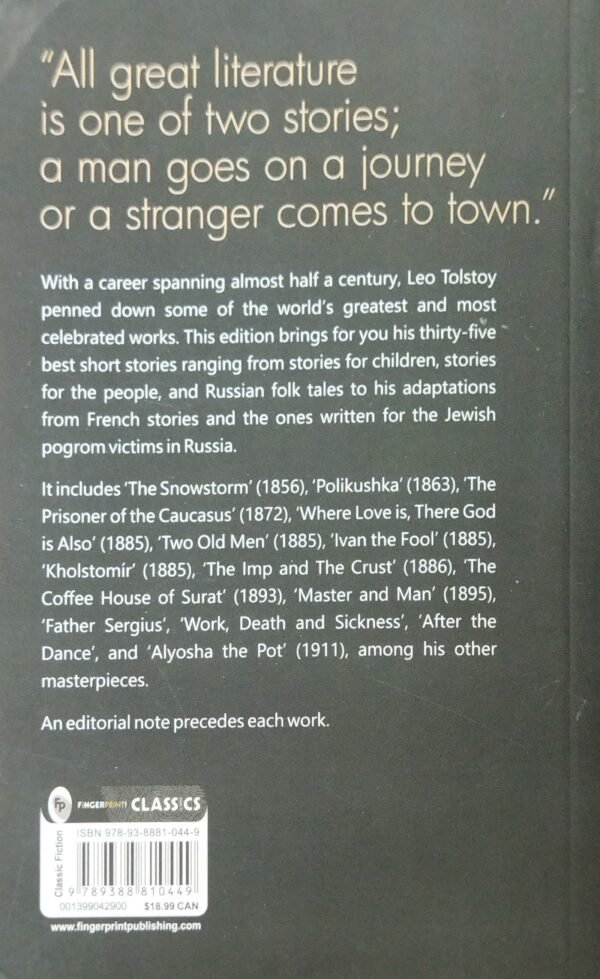 “All great literature
is one of two stories;
a man goes on a journey
or a stranger comes to town.”
With a career spanning almost half a century, Leo Tolstoy
penned down some of the world's greatest and most
celebrated works. This edition brings for you his thirty-five
best short stories ranging from stories for children, stories
for the people, and Russian folk tales to his adaptations
from French stories and the ones written for the Jewish
pogrom victims in Russia.
It includes 'The Snowstorm' (1856), 'Polikushka' (1863), 'The
Prisoner of the Caucasus' (1872), 'Where Love is, There God
is Also' (1885), 'Two Old Men' (1885), 'Ivan the Fool' (1885),
'Kholstomír' (1885), 'The Imp and The Crust' (1886), 'The
Coffee House of Surat' (1893), 'Master and Man' (1895),
'Father Sergius', 'Work, Death and Sickness', 'After the
Dance', and 'Alyosha the Pot' (1911), among his other
masterpieces.
An editorial note precedes each work.
FP FINGERPRINT! CLASSICS
ISBN 978-93-8881-044-9
Classic Fiction
9 789388 810449
001399042900 $18.99 CAN
www.fingerprintpublishing.com